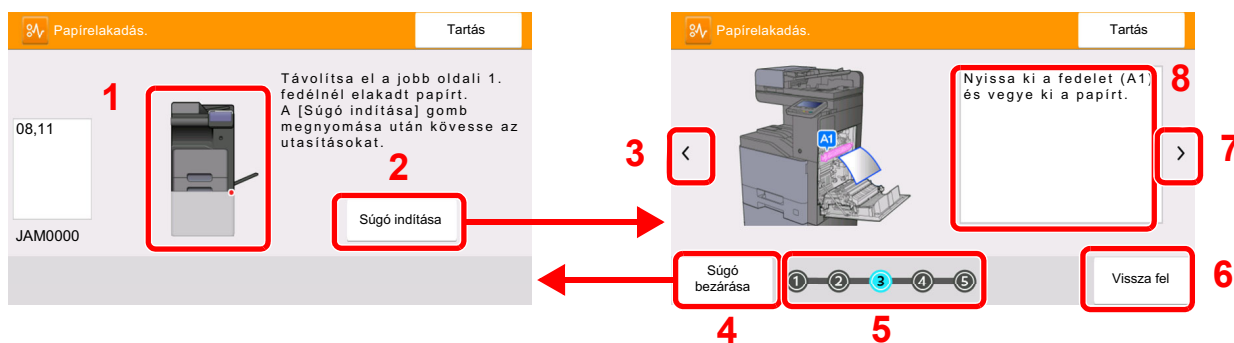 Papírelakadás.
Tartás
1
08,11
JAM0000
Távolítsa el a jobb oldali 1.
fedélnél elakadt papírt.
A [Súgó indítása] gomb
megnyomása után kövesse az
utasításokat.
2
Súgó indítása
Papírelakadás.
Tartás
3
A1
Nyissa ki a fedelet (A1)
és vegye ki a papírt.
8
7
Súgó
bezárása
1 2 3 4 5
Vissza fel
6
4
5